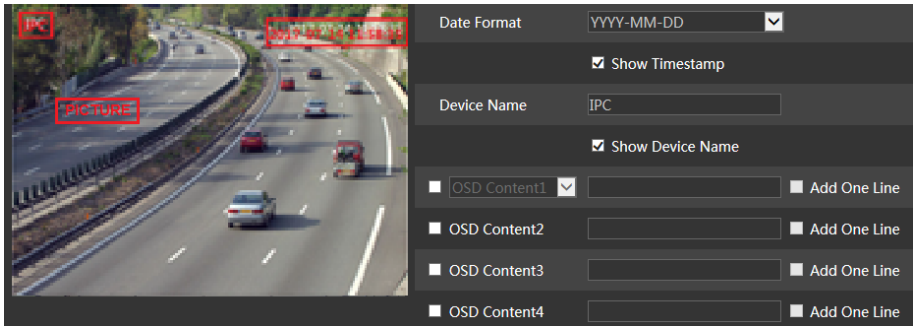 IPC
Date Format
YYYY-MM-DD
Show Timestamp
PICTURE
Device Name
IPC
Show Device Name
OSD Content1
Add One Line
OSD Content2
Add One Line
OSD Content3
Add One Line
OSD Content4
Add One Line